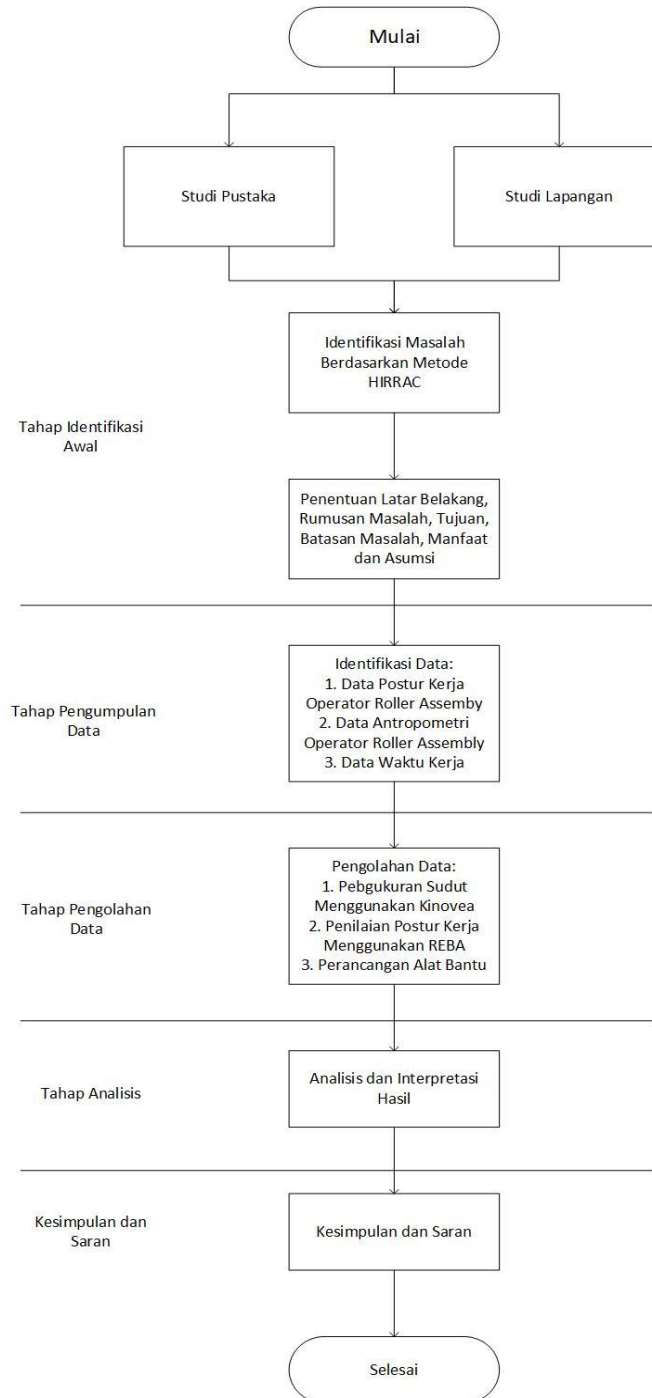 Mulai
Studi Pustaka
Studi Lapangan
Identifikasi Masalah
Berdasarkan Metode
HIRRAC
Tahap Identifikasi
Awal
Penentuan Latar Belakang,
Rumusan Masalah, Tujuan,
Batasan Masalah, Manfaat
dan Asumsi
Tahap Pengumpulan
Data
Identifikasi Data:
1. Data Postur Kerja
Operator Roller Assemby
2. Data Antropometri
Operator Roller Assembly
3. Data Waktu Kerja
Tahap Pengolahan
Data
Pengolahan Data:
1. Pebgukuran Sudut
Menggunakan Kinovea
2. Penilaian Postur Kerja
Menggunakan REBA
3. Perancangan Alat Bantu
Tahap Analisis
Analisis dan Interpretasi
Hasil
Kesimpulan dan
Saran
Kesimpulan dan Saran
Selesai